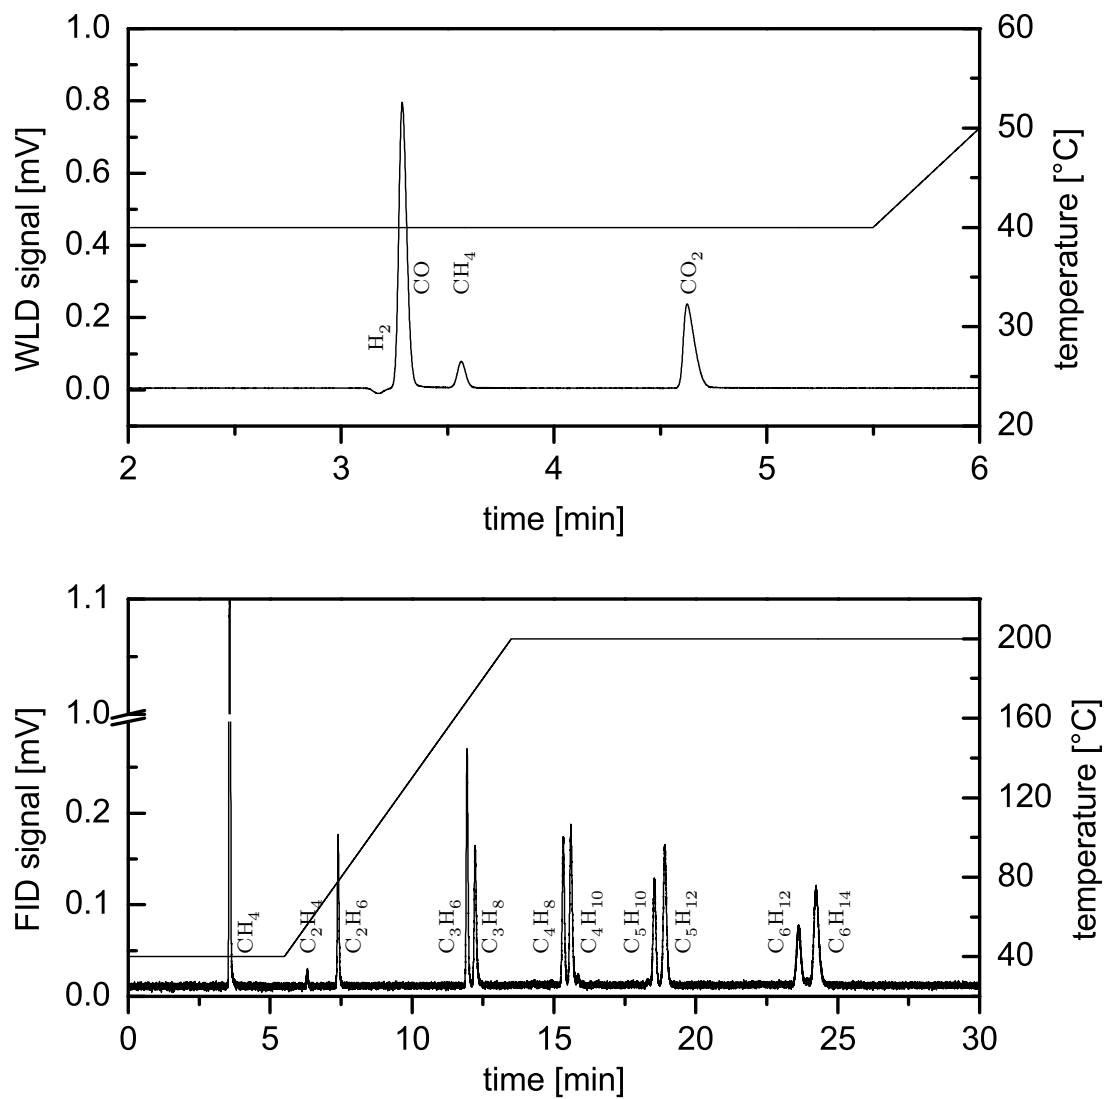 1.0
0.8
0.6
0.4
0.2
0.0
WLD signal [mV]
H₂
CO
CH₄
CO₂
60
50
40
30
20
temperature [°C]
2 3 4 5 6
time [min]
1.1
1.0
0.2
0.1
0.0
FID signal [mV]
CH₄
C₂H₄
C₂H₆
C₃H₆
C₃H₈
C₄H₈
C₄H₁₀
C₅H₁₀
C₅H₁₂
C₆H₁₂
C₆H₁₄
200
160
120
80
40
temperature [°C]
0 5 10 15 20 25 30
time [min]